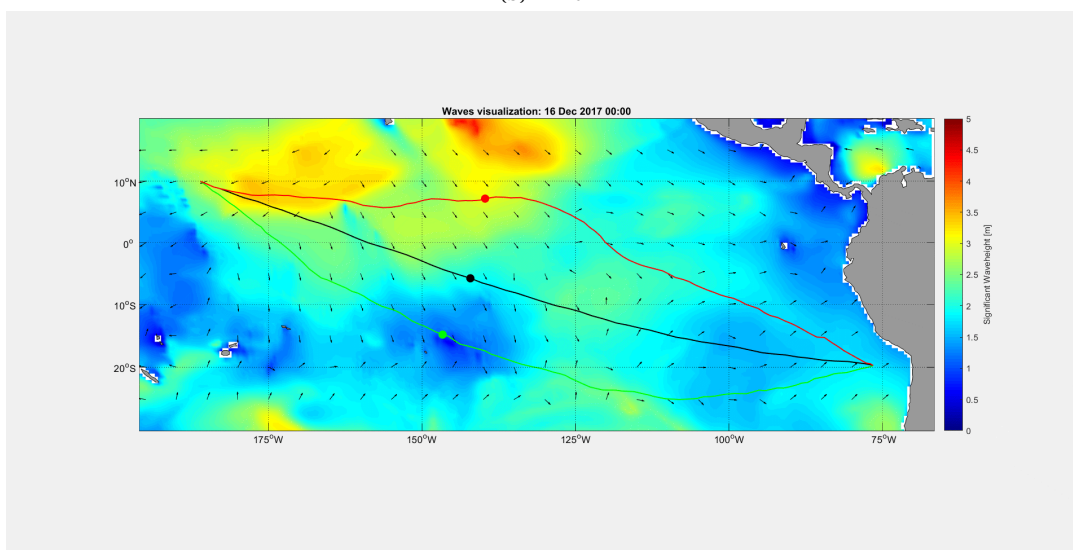 Waves visualization: 16 Dec 2017 00:00
10°N
0°
10°S
20°S
175°W
150°W
125°W
100°W
75°W
5
4.5
4
3.5
3
2.5
2
1.5
1
0.5
0
Significant Waveheight [m]